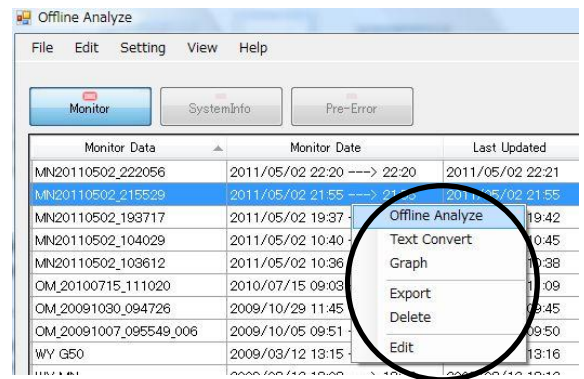 Offline Analyze
File Edit Setting View Help
Monitor SystemInfo Pre-Error
Monitor Data Monitor Date Last Updated
MN20110502_222056 2011/05/02 22:20 ---> 22:20 2011/05/02 22:21
MN20110502_215529 2011/05/02 21:55 ---> 2011/05/02 21:55
MN20110502_193717 2011/05/02 19:37 19:42
MN20110502_104029 2011/05/02 10:40 10:45
MN20110502_103612 2011/05/02 10:36 10:38
OM_20100715_111020 2010/07/15 09:03 :09
OM_20091030_094726 2009/10/29 11:45 :45
OM_20091007_095549_006 2009/10/05 09:51 09:50
WY G50 2009/03/12 13:15 13:16
Offline Analyze
Text Convert
Graph
Export
Delete
Edit